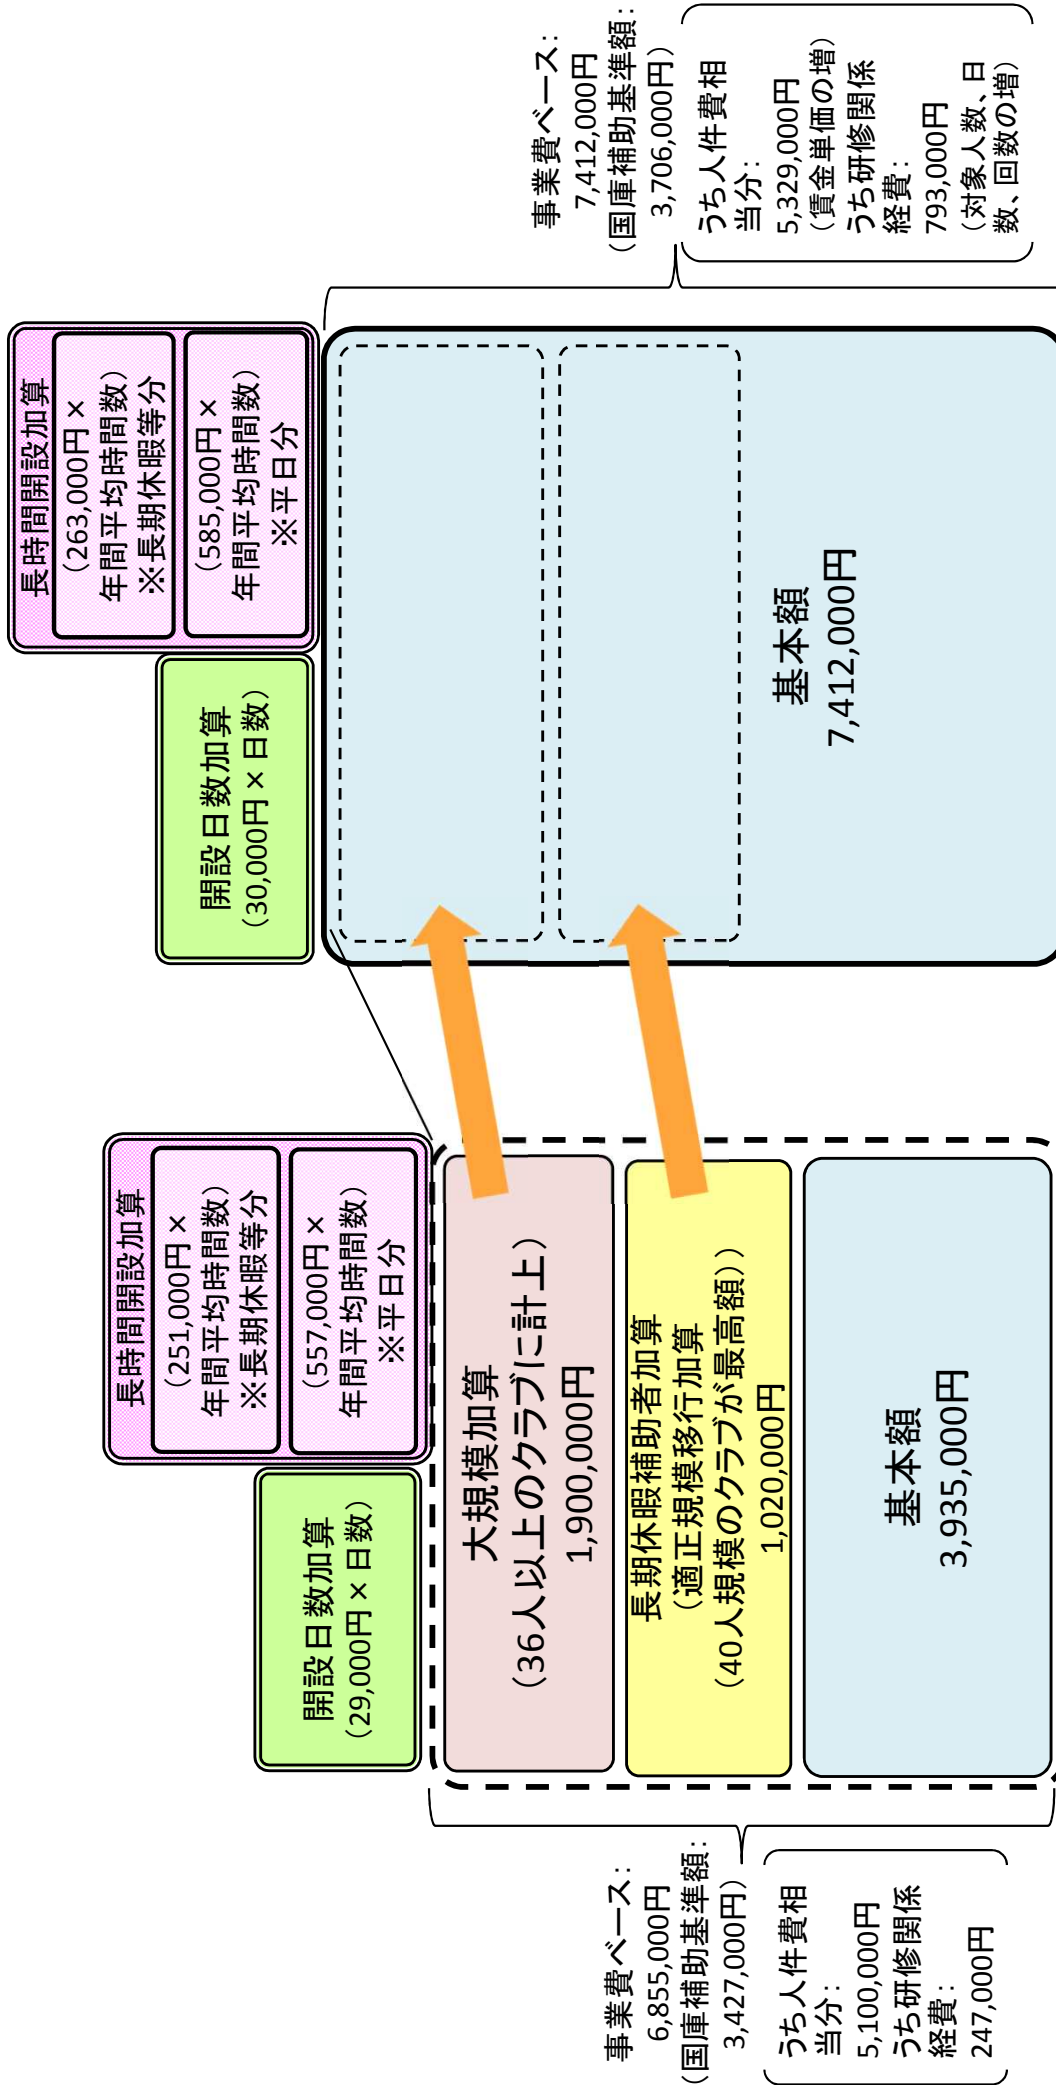 事業費ベース：
6,855,000円
（国庫補助基準額：
3,427,000円）
うち人件費相
当分：
5,100,000円
うち研修関係
経費：
247,000円
開設日数加算
（29,000円×日数）
長時間開設加算
（251,000円×
年間平均時間数）
※長期休暇等分
（557,000円×
年間平均時間数）
※平日分
大規模加算
（36人以上のクラブに計上）
1,900,000円
長期休暇補助者加算
（適正規模移行加算
（40人規模のクラブが最高額））
1,020,000円
基本額
3,935,000円
開設日数加算
（30,000円×日数）
長時間開設加算
（263,000円×
年間平均時間数）
※長期休暇等分
（585,000円×
年間平均時間数）
※平日分
基本額
7,412,000円
事業費ベース：
7,412,000円
（国庫補助基準額：
3,706,000円）
うち人件費相
当分：
5,329,000円
（賃金単価の増）
うち研修関係
経費：
793,000円
（対象人数、日
数、回数の増）